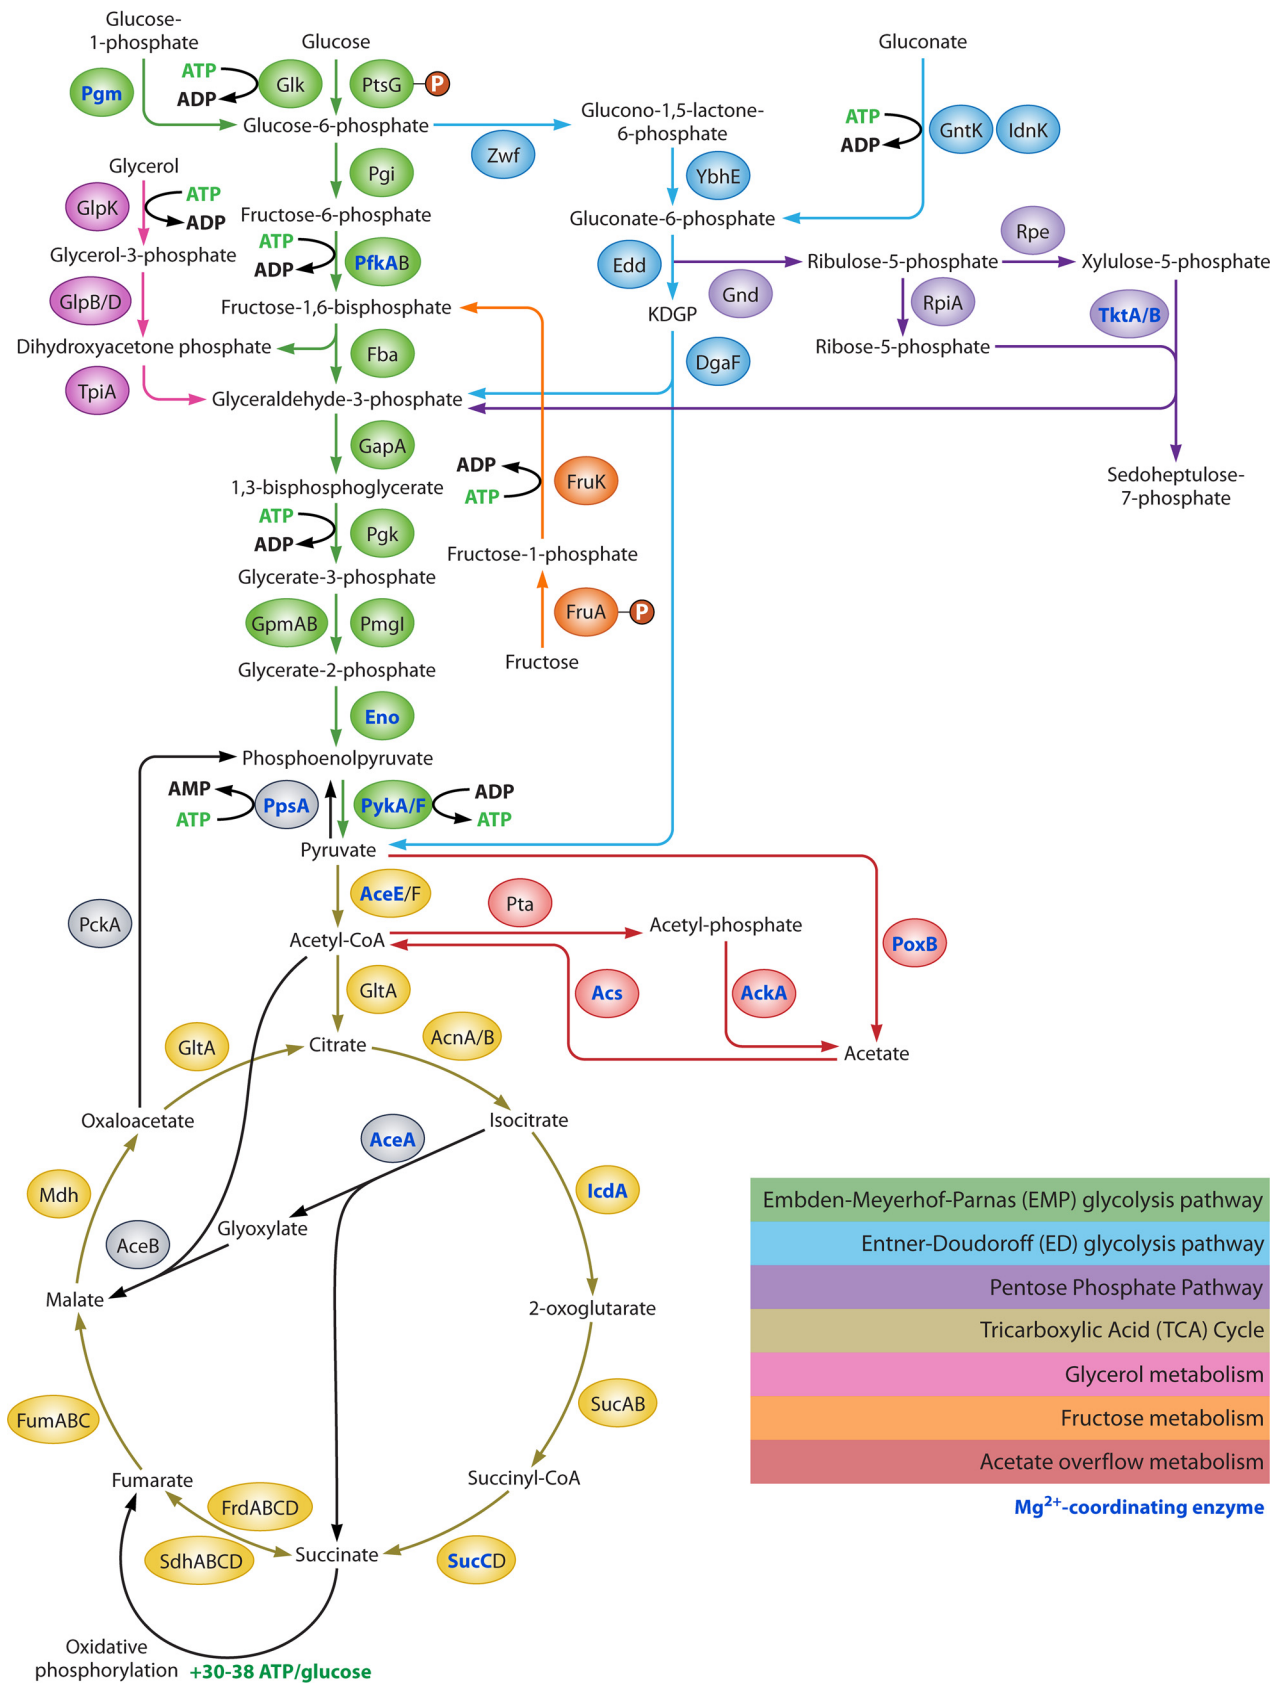 Glucose-
1-phosphate
Glucose
Gluconate
Pgm
ATP
ADP
Glk
PtsG
P
Glucose-6-phosphate
Zwf
Glucono-1,5-lactone-
6-phosphate
ATP
ADP
GntK
IdnK
YbhE
Glycerol
GlpK
ATP
ADP
Pgi
Fructose-6-phosphate
Gluconate-6-phosphate
Glycerol-3-phosphate
ATP
ADP
PfkAB
Edd
Gnd
Ribulose-5-phosphate
Rpe
Xylulose-5-phosphate
GlpB/D
Fructose-1,6-bisphosphate
KDGP
RpiA
TktA/B
Dihydroxyacetone phosphate
Fba
DgaF
Ribose-5-phosphate
TpiA
Glyceraldehyde-3-phosphate
GapA
Sedoheptulose-
7-phosphate
1,3-bisphosphoglycerate
ADP
ATP
FruK
ATP
ADP
Pgk
Fructose-1-phosphate
Glycerate-3-phosphate
GpmAB
PmgI
FruA
P
Fructose
Glycerate-2-phosphate
Eno
Phosphoenolpyruvate
AMP
ATP
PpsA
PykA/F
ADP
ATP
Pyruvate
AceE/F
PckA
Pta
Acetyl-phosphate
Acetyl-CoA
PoxB
GltA
Acs
AckA
GltA
Citrate
AcnA/B
Acetate
Oxaloacetate
Isocitrate
AceA
Mdh
IcdA
Glyoxylate
AceB
Malate
2-oxoglutarate
SucAB
FumABC
Fumarate
Succinyl-CoA
FrdABCD
SdhABCD
Succinate
SucCD
Oxidative
phosphorylation +30-38 ATP/glucose
Embden-Meyerhof-Parnas (EMP) glycolysis pathway
Entner-Doudoroff (ED) glycolysis pathway
Pentose Phosphate Pathway
Tricarboxylic Acid (TCA) Cycle
Glycerol metabolism
Fructose metabolism
Acetate overflow metabolism
Mg²⁺-coordinating enzyme